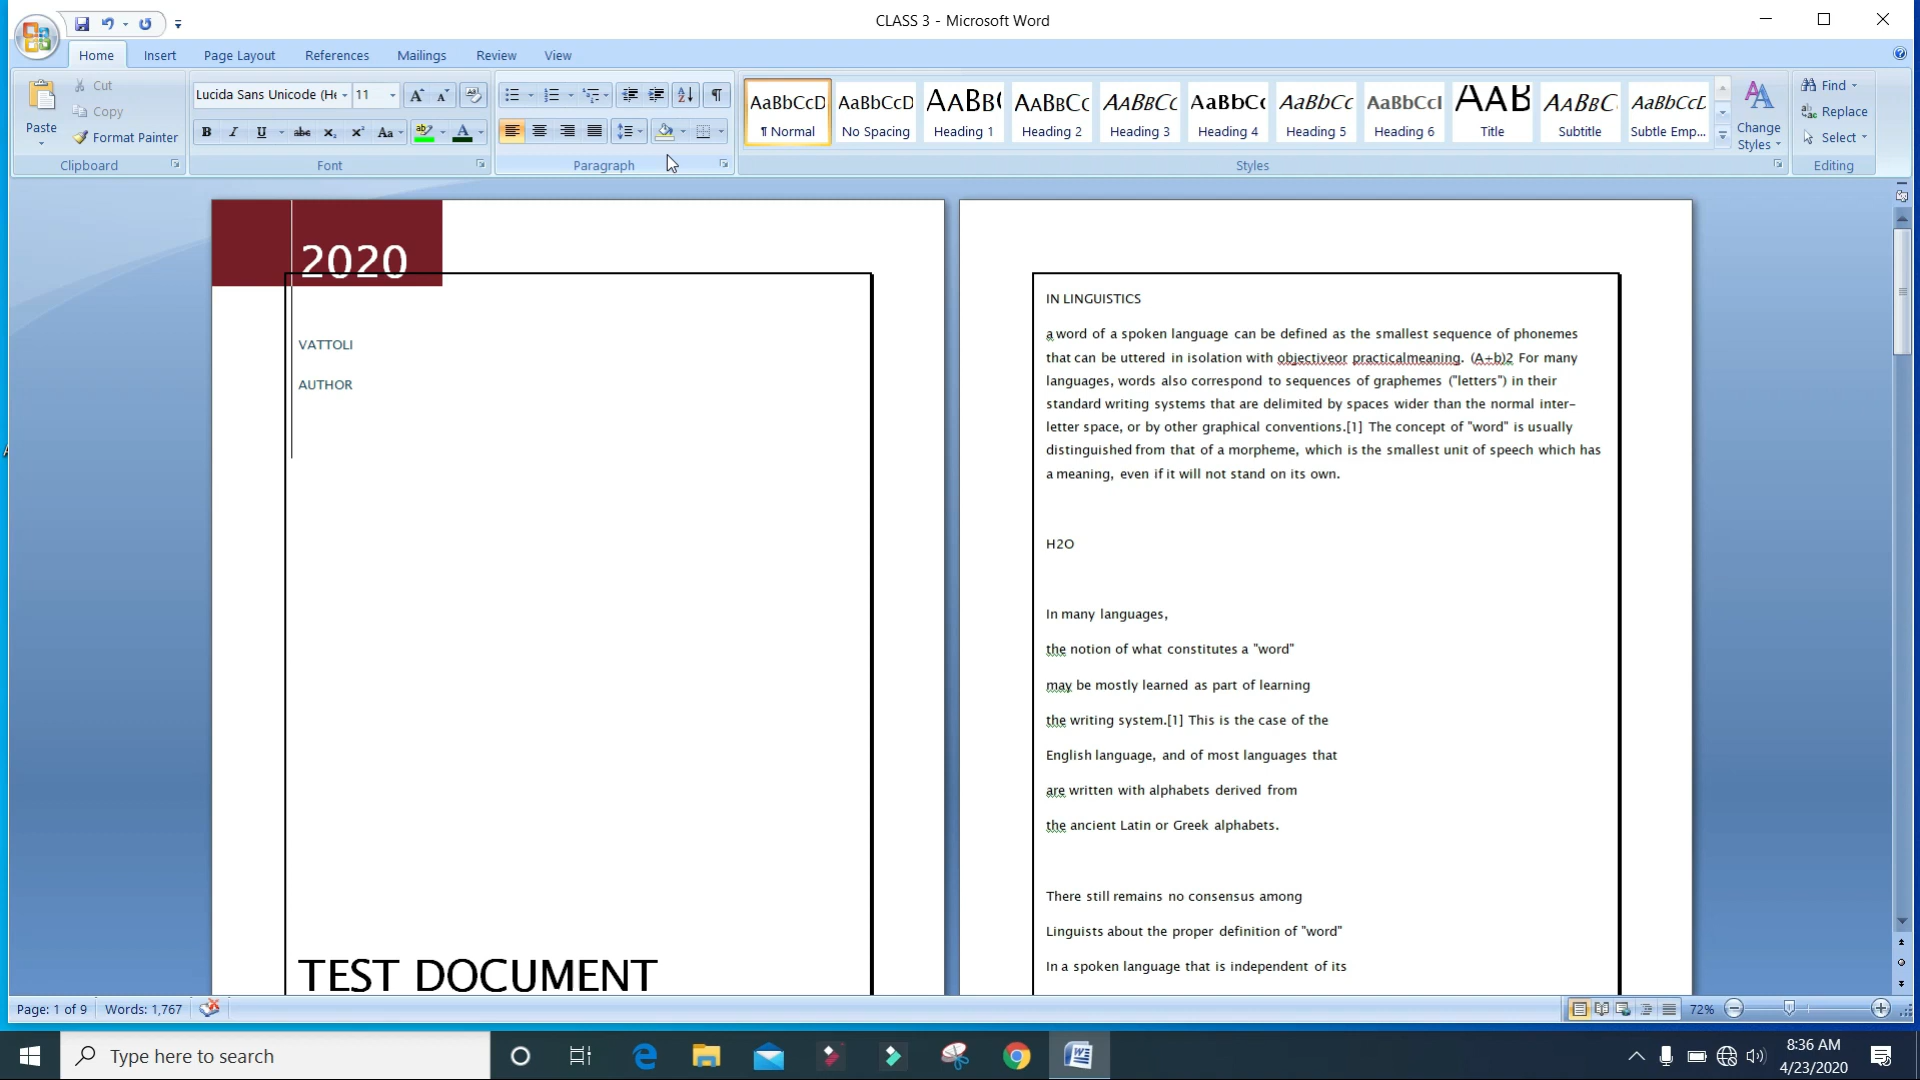 CLASS 3 - Microsoft Word
Home Insert Page Layout References Mailings Review View
Paste
Cut
Copy
Format Painter
Clipboard
Lucida Sans Unicode (He 11
B I U abc x₂ x² Aa ab A
Font
Paragraph
AaBbCcD AaBbCcD AABB( AABBCC AABBCC AABBCC AaBbCc AaBbCcI AAB AABBC AaBbCcL
¶ Normal No Spacing Heading 1 Heading 2 Heading 3 Heading 4 Heading 5 Heading 6 Title Subtitle Subtle Emp...
Styles
Change
Styles
Find
Replace
Select
Editing
2020
VATTOLI
AUTHOR
TEST DOCUMENT
IN LINGUISTICS
a word of a spoken language can be defined as the smallest sequence of phonemes
that can be uttered in isolation with objectiveor practicalmeaning. (A+b)2 For many
languages, words also correspond to sequences of graphemes ("letters") in their
standard writing systems that are delimited by spaces wider than the normal inter-
letter space, or by other graphical conventions.[1] The concept of "word" is usually
distinguished from that of a morpheme, which is the smallest unit of speech which has
a meaning, even if it will not stand on its own.
H2O
In many languages,
the notion of what constitutes a "word"
may be mostly learned as part of learning
the writing system.[1] This is the case of the
English language, and of most languages that
are written with alphabets derived from
the ancient Latin or Greek alphabets.
There still remains no consensus among
Linguists about the proper definition of "word"
In a spoken language that is independent of its
Page: 1 of 9 Words: 1,767
72%
Type here to search
8:36 AM
4/23/2020